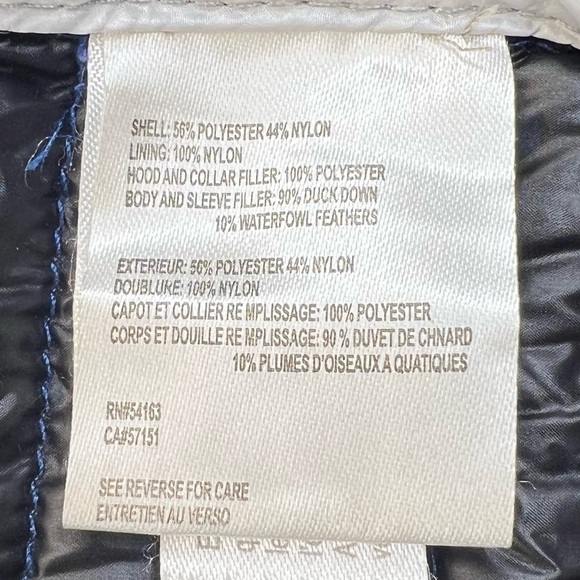 SHELL: 56% POLYESTER 44% NYLON
LINING: 100% NYLON
HOOD AND COLLAR FILLER: 100% POLYESTER
BODY AND SLEEVE FILLER: 90% DUCK DOWN
10% WATERFOWL FEATHERS
EXTERIEUR: 56% POLYESTER 44% NYLON
DOUBLURE: 100% NYLON
CAPOT ET COLLIER RE MPLISSAGE: 100% POLYESTER
CORPS ET DOUILLE RE MPLISSAGE: 90 % DUVET DE CHNARD
10% PLUMES D'OISEAUX A QUATIQUES
RN#54163
CA#57151
SEE REVERSE FOR CARE
ENTRETIEN AU VERSO